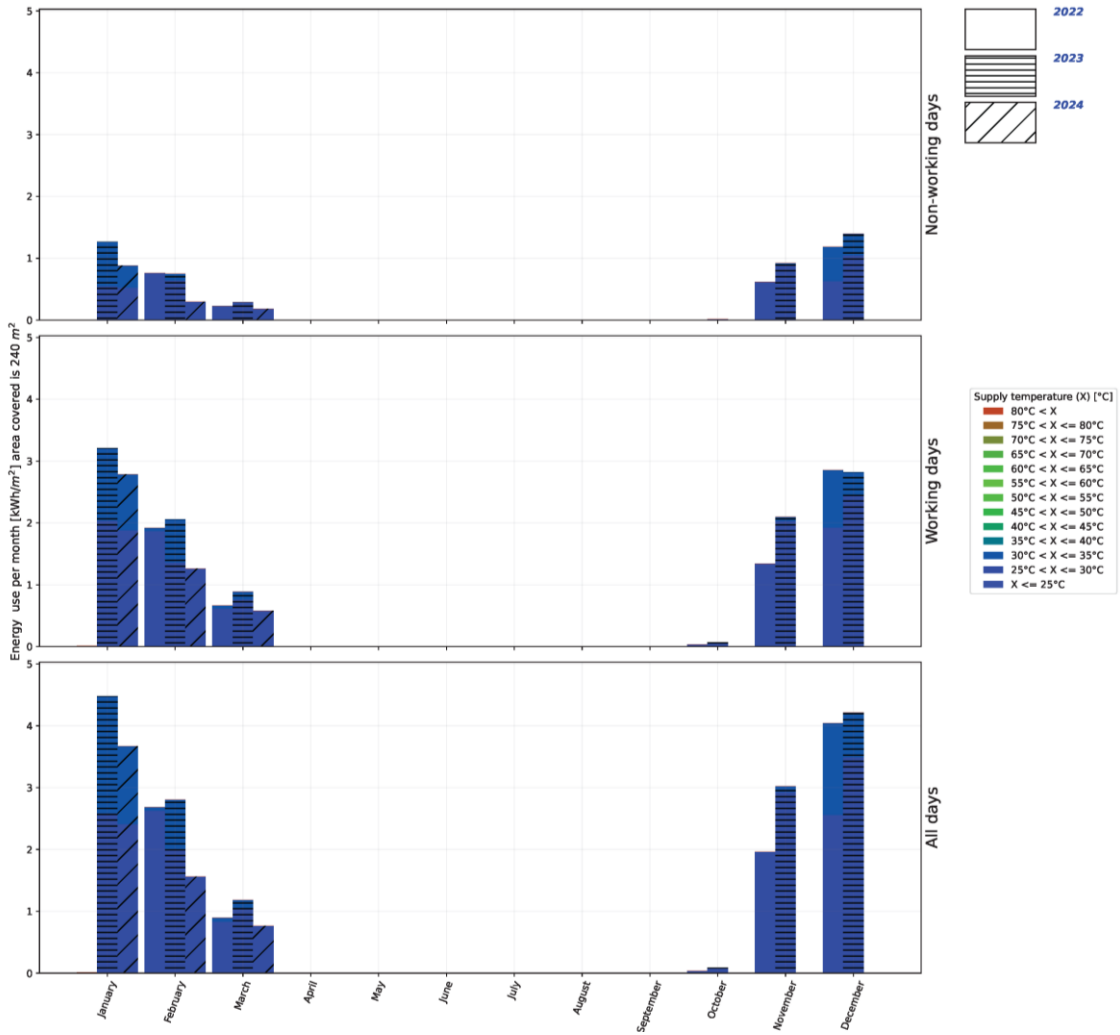 5
4
3
2
1
0
Non-working days
2022
2023
2024
5
4
3
2
1
0
Working days
Energy use per month [kWh/m²] area covered is 240 m²
Supply temperature (X) [°C]
80°C < X
75°C < X <= 80°C
70°C < X <= 75°C
65°C < X <= 70°C
60°C < X <= 65°C
55°C < X <= 60°C
50°C < X <= 55°C
45°C < X <= 50°C
40°C < X <= 45°C
35°C < X <= 40°C
30°C < X <= 35°C
25°C < X <= 30°C
X <= 25°C
5
4
3
2
1
0
All days
January
February
March
April
May
June
July
August
September
October
November
December